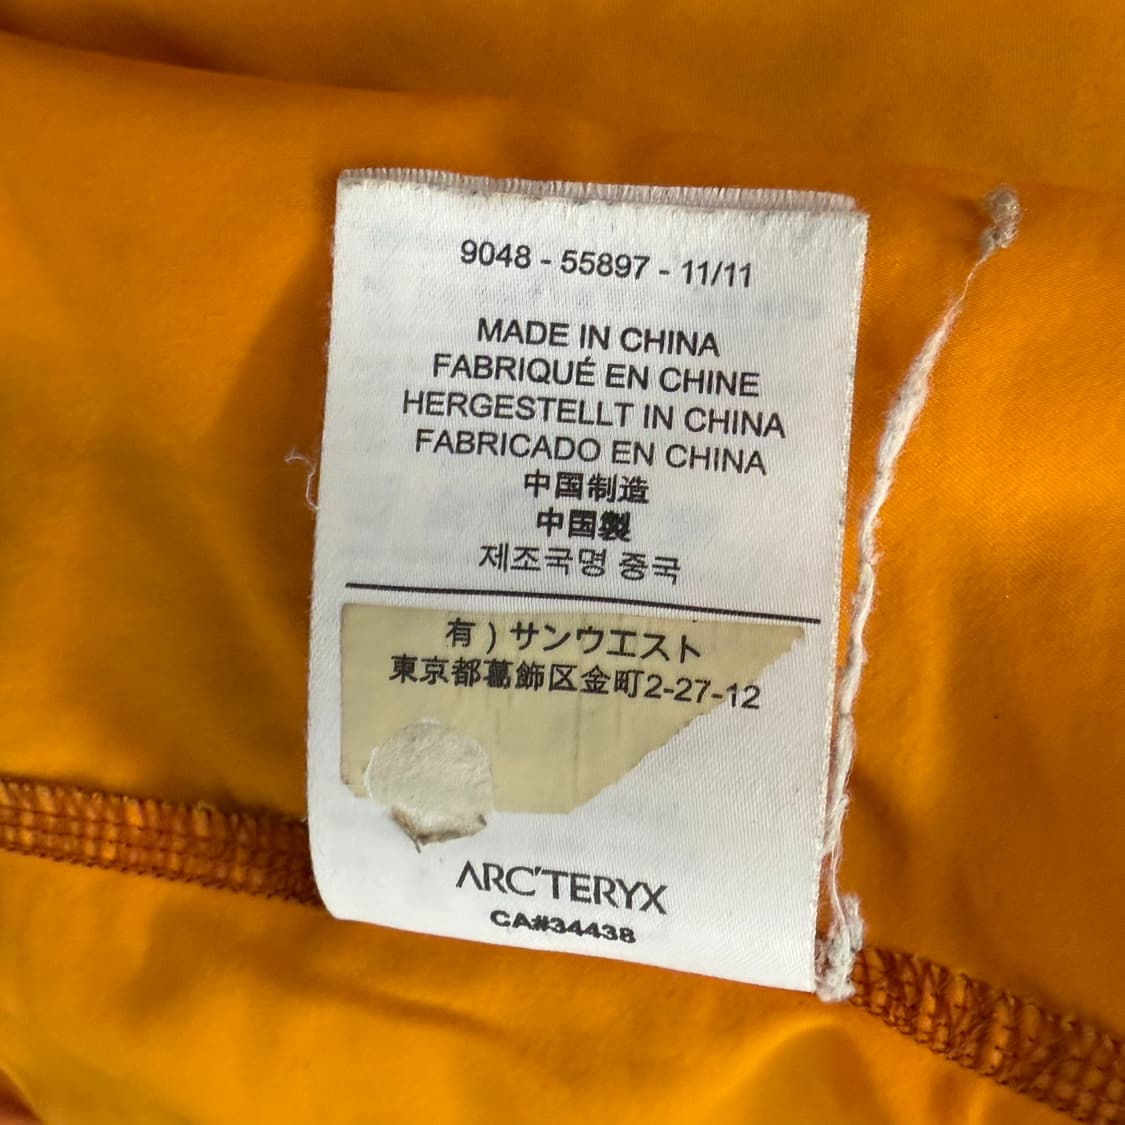 9048 - 55897 - 11/11
MADE IN CHINA
FABRIQUÉ EN CHINE
HERGESTELLT IN CHINA
FABRICADO EN CHINA
中国制造
中国製
제조국명 중국
有）サンウエスト
東京都葛飾区金町2-27-12
ARC'TERYX
CA#34438